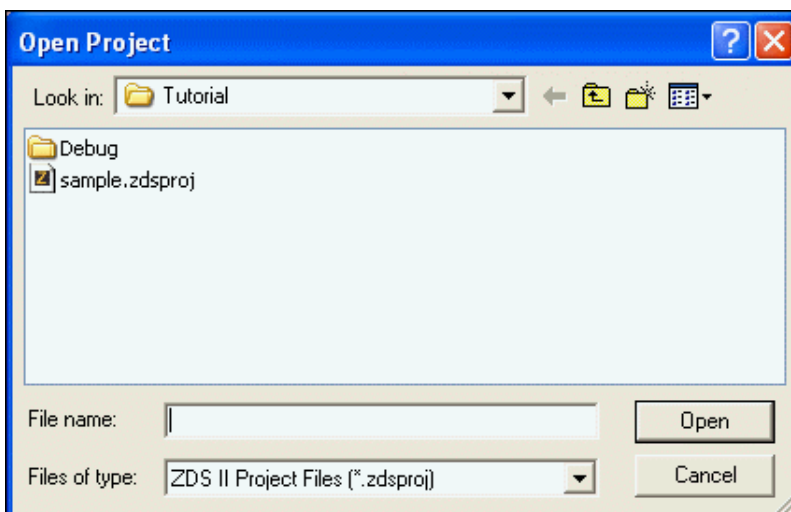 Open Project
Look in: Tutorial
Debug
sample.zdsproj
File name:
Open
Files of type: ZDS II Project Files (*.zdsproj)
Cancel